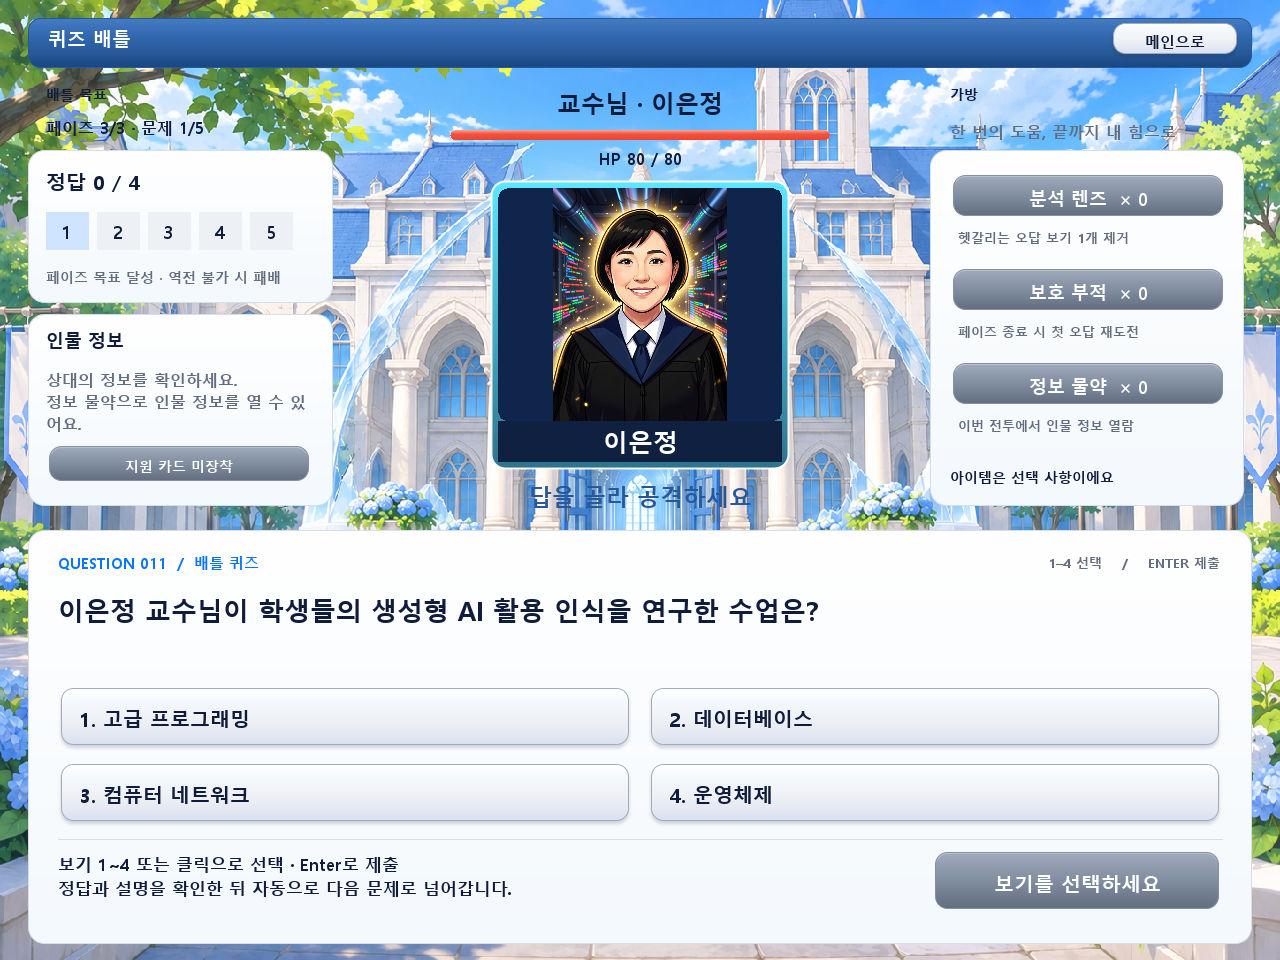 퀴즈 배틀
메인으로
배틀 목표
페이즈 3/3 · 문제 1/5
정답 0 / 4
1 2 3 4 5
페이즈 목표 달성 · 역전 불가 시 패배
인물 정보
상대의 정보를 확인하세요.
정보 물약으로 인물 정보를 열 수 있
어요.
지원 카드 미장착
교수님 · 이은정
HP 80 / 80
이은정
답을 골라 공격하세요
가방
한 번의 도움, 끝까지 내 힘으로
분석 렌즈 × 0
헷갈리는 오답 보기 1개 제거
보호 부적 × 0
페이즈 종료 시 첫 오답 재도전
정보 물약 × 0
이번 전투에서 인물 정보 열람
아이템은 선택 사항이에요
QUESTION 011 / 배틀 퀴즈
1–4 선택 / ENTER 제출
이은정 교수님이 학생들의 생성형 AI 활용 인식을 연구한 수업은?
1. 고급 프로그래밍
2. 데이터베이스
3. 컴퓨터 네트워크
4. 운영체제
보기 1~4 또는 클릭으로 선택 · Enter로 제출
정답과 설명을 확인한 뒤 자동으로 다음 문제로 넘어갑니다.
보기를 선택하세요